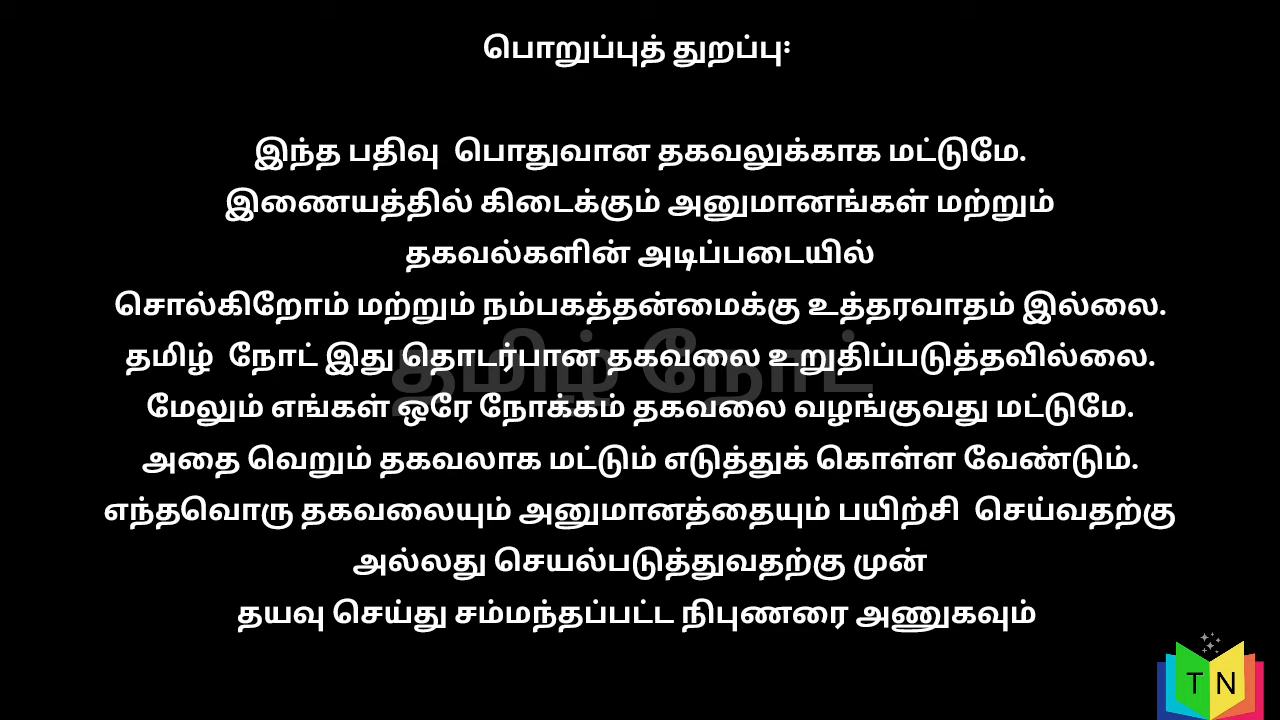 பொறுப்புத் துறப்பு:
இந்த பதிவு பொதுவான தகவலுக்காக மட்டுமே.
இணையத்தில் கிடைக்கும் அனுமானங்கள் மற்றும்
தகவல்களின் அடிப்படையில்
சொல்கிறோம் மற்றும் நம்பகத்தன்மைக்கு உத்தரவாதம் இல்லை.
தமிழ் நோட் இது தொடர்பான தகவலை உறுதிப்படுத்தவில்லை.
தமிழ் நோட்
மேலும் எங்கள் ஒரே நோக்கம் தகவலை வழங்குவது மட்டுமே.
அதை வெறும் தகவலாக மட்டும் எடுத்துக் கொள்ள வேண்டும்.
எந்தவொரு தகவலையும் அனுமானத்தையும் பயிற்சி செய்வதற்கு
அல்லது செயல்படுத்துவதற்கு முன்
தயவு செய்து சம்மந்தப்பட்ட நிபுணரை அணுகவும்
T N